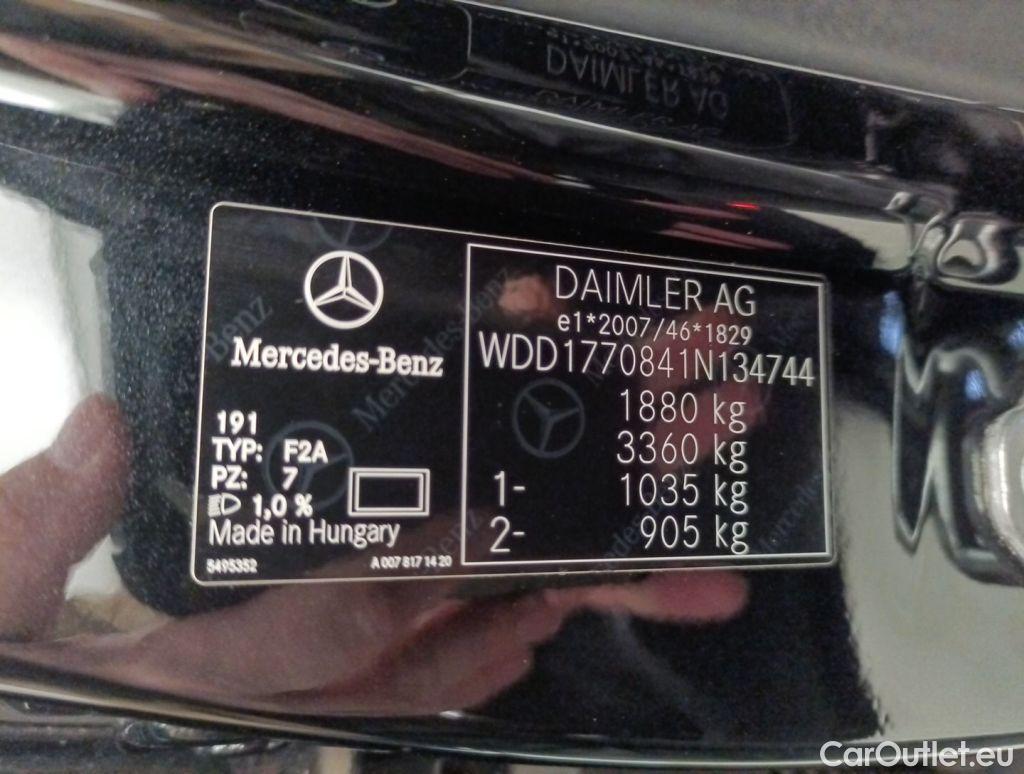 Mercedes-Benz
191
TYP: F2A
PZ: 7
1,0 %
Made in Hungary
5495352
A 007 817 14 20
DAIMLER AG
e1*2007/46*1829
WDD1770841N134744
1880 kg
3360 kg
1- 1035 kg
2- 905 kg
DAIMLER AG
CarOutlet.eu